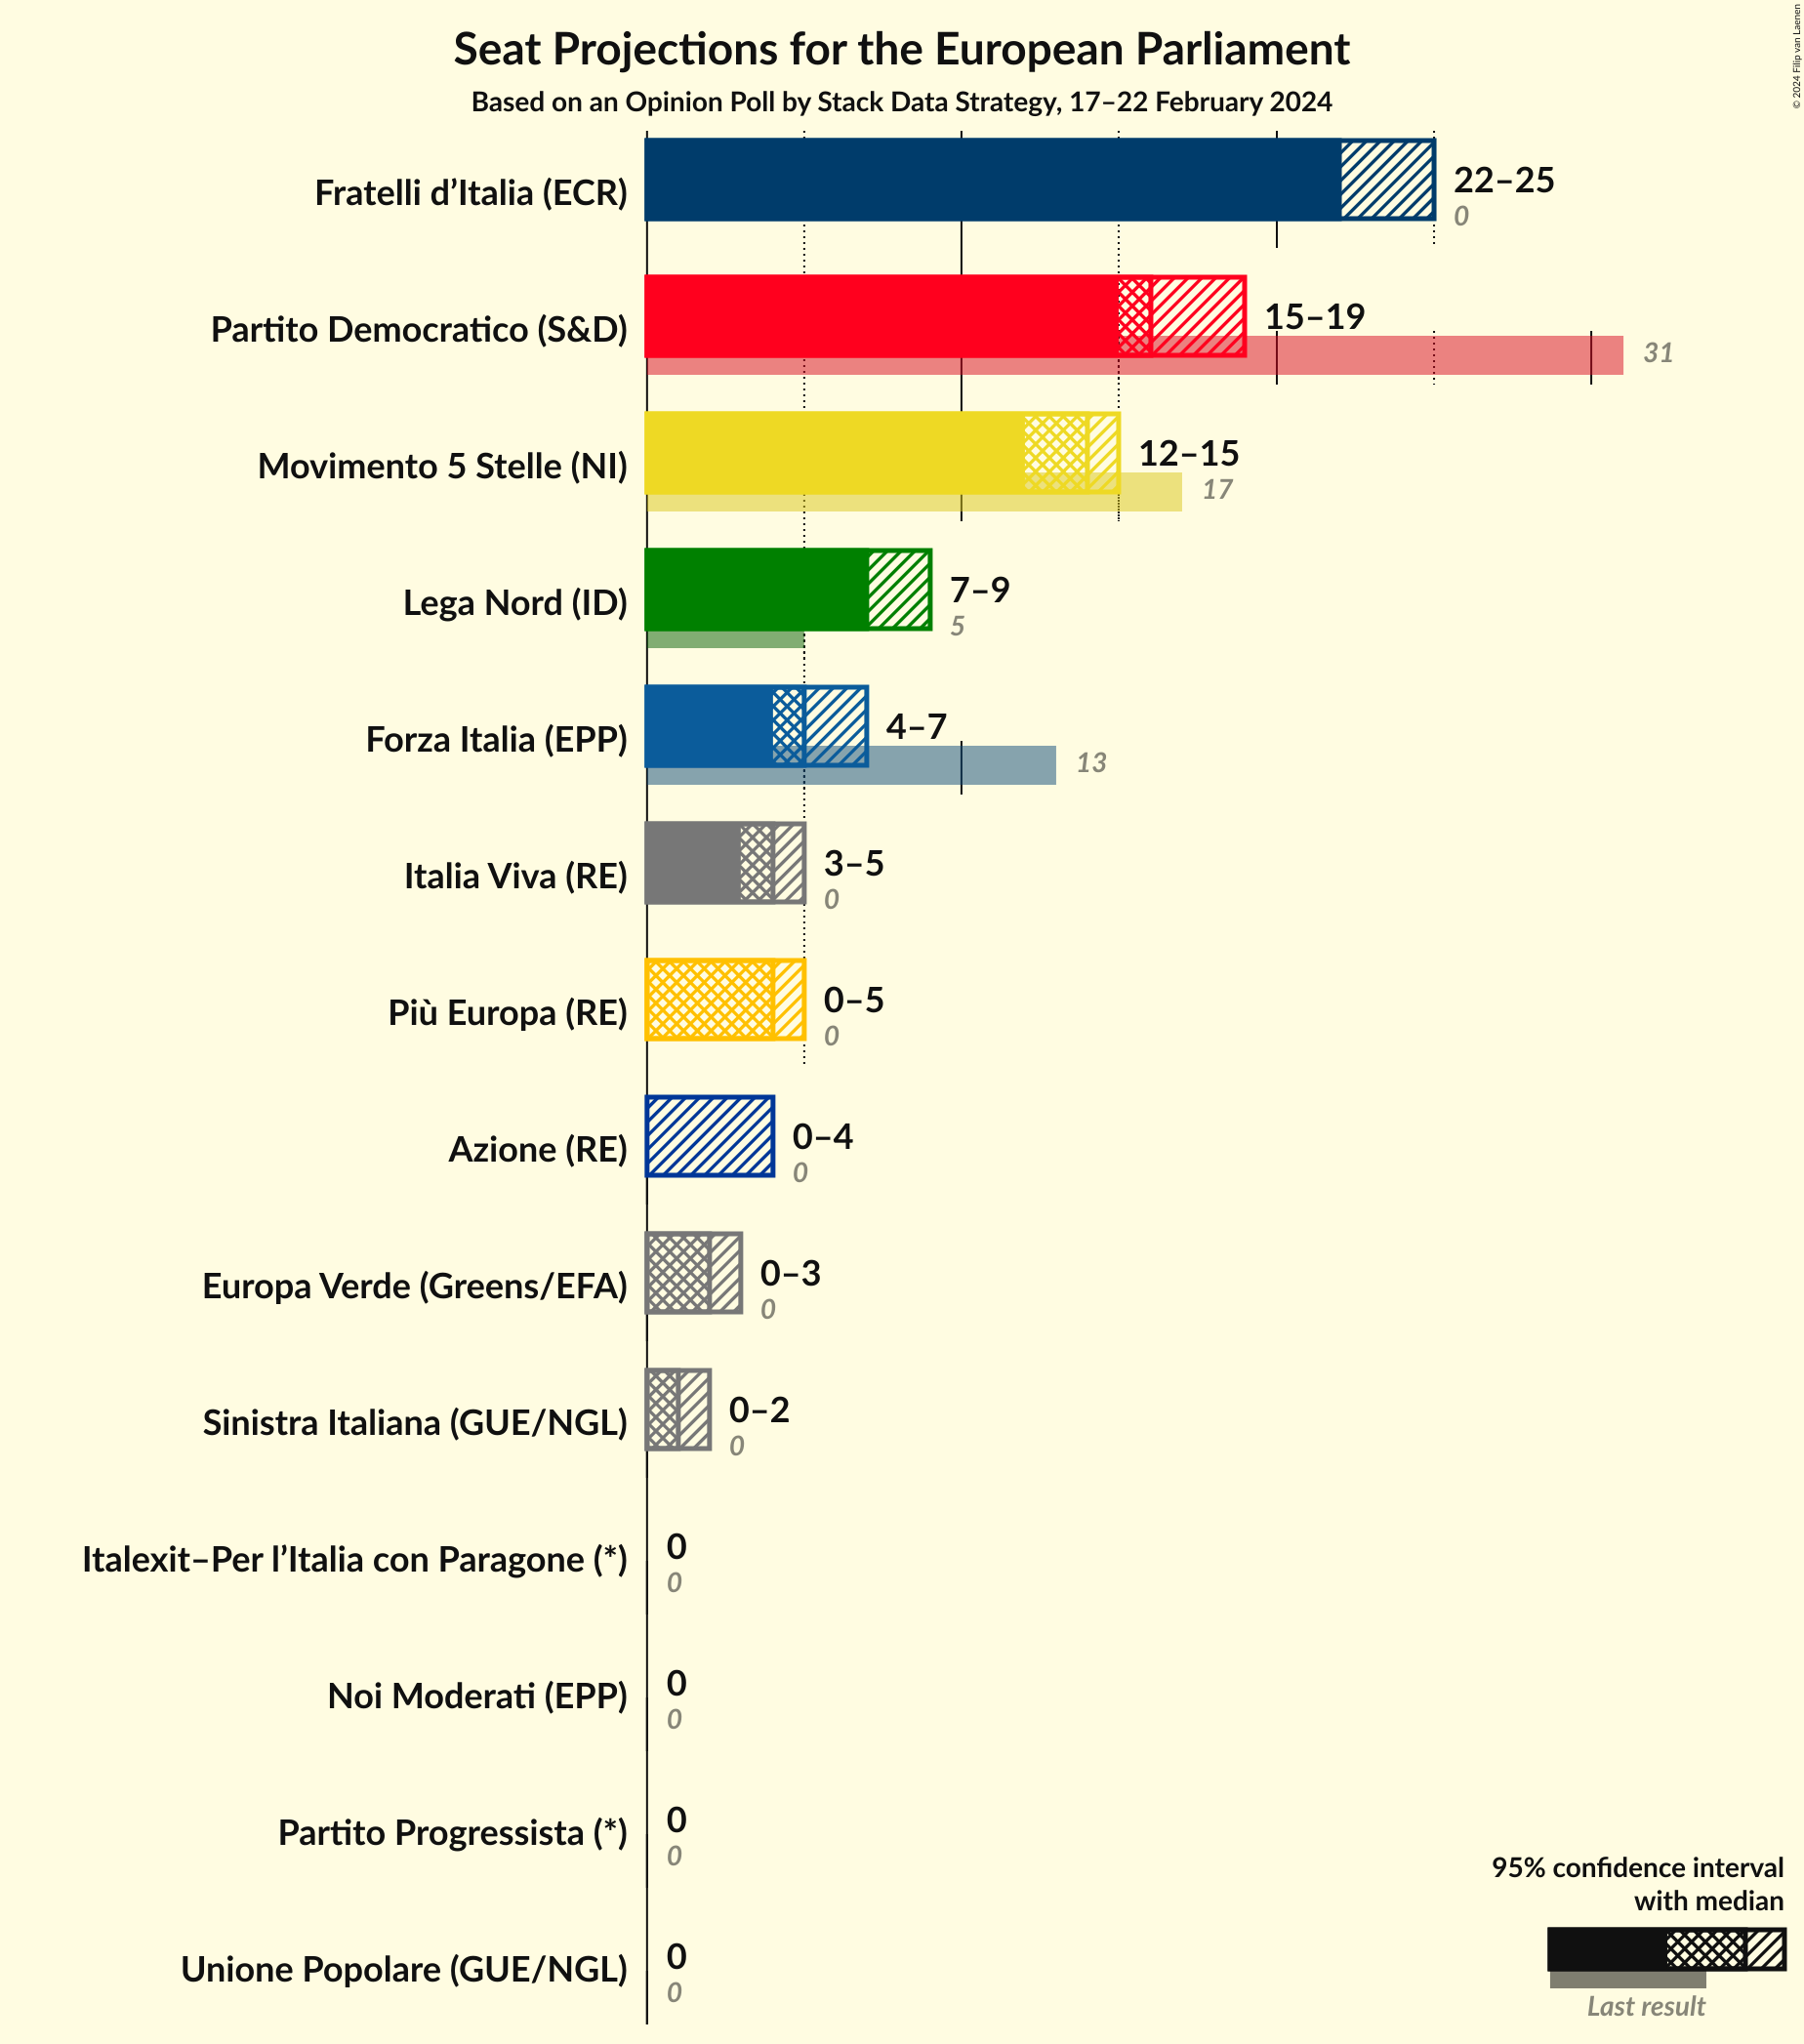 Seat Projections for the European Parliament
Based on an Opinion Poll by Stack Data Strategy, 17–22 February 2024
© 2024 Filip van Laenen
Fratelli d’Italia (ECR)
22–25
0
Partito Democratico (S&D)
15–19
31
Movimento 5 Stelle (NI)
12–15
17
Lega Nord (ID)
7–9
5
Forza Italia (EPP)
4–7
13
Italia Viva (RE)
3–5
0
Più Europa (RE)
0–5
0
Azione (RE)
0–4
0
Europa Verde (Greens/EFA)
0–3
0
Sinistra Italiana (GUE/NGL)
0–2
0
Italexit–Per l’Italia con Paragone (*)
0
0
Noi Moderati (EPP)
0
0
Partito Progressista (*)
0
0
Unione Popolare (GUE/NGL)
0
0
95% confidence interval
with median
Last result